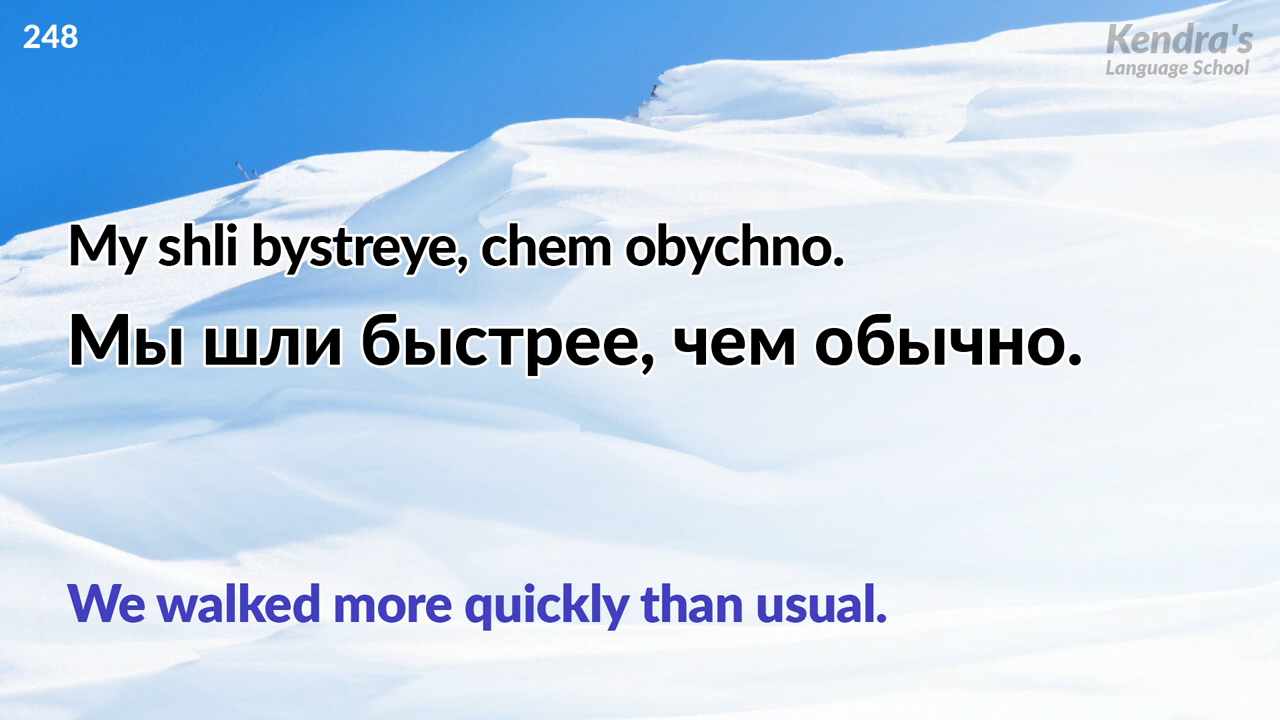 248
Kendra's
Language School
My shli bystreye, chem obychno.
Мы шли быстрее, чем обычно.
We walked more quickly than usual.